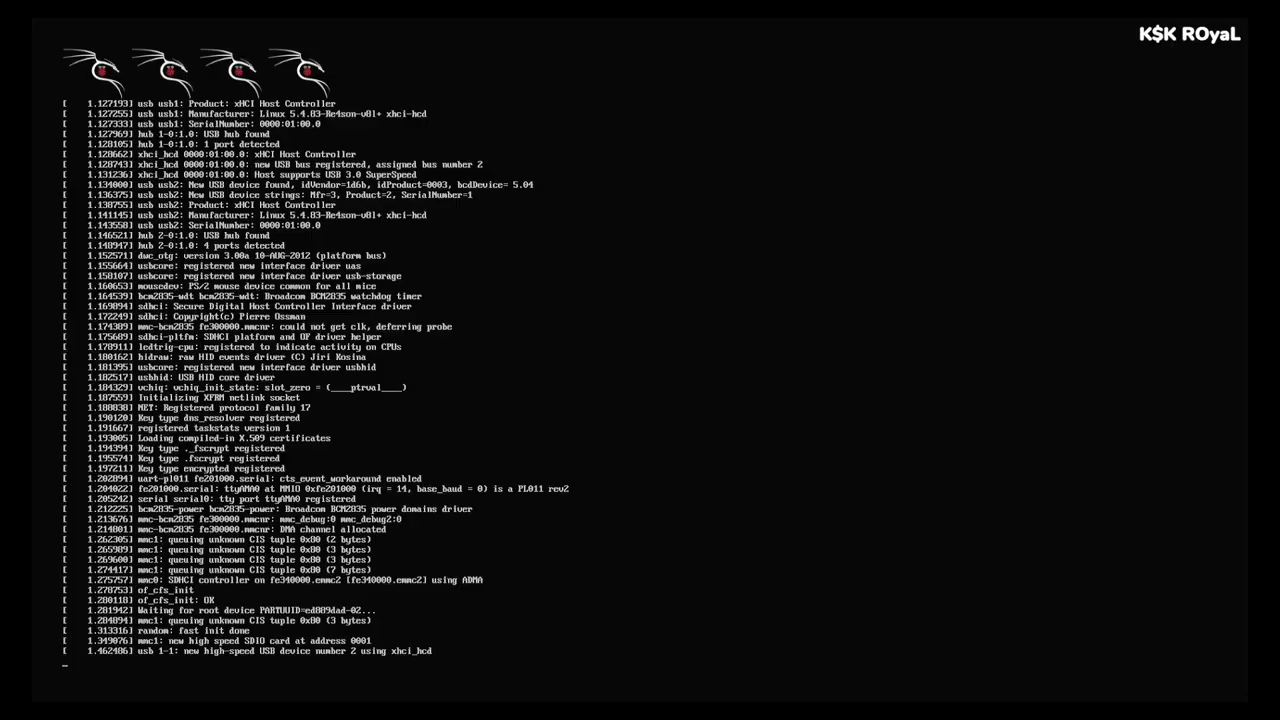 K$K ROyaL
[    1.127193] usb usb1: Product: xHCI Host Controller
[    1.127255] usb usb1: Manufacturer: Linux 5.4.83-Re4son-v8l+ xhci-hcd
[    1.127333] usb usb1: SerialNumber: 0000:01:00.0
[    1.127969] hub 1-0:1.0: USB hub found
[    1.128105] hub 1-0:1.0: 1 port detected
[    1.128662] xhci_hcd 0000:01:00.0: xHCI Host Controller
[    1.128743] xhci_hcd 0000:01:00.0: new USB bus registered, assigned bus number 2
[    1.131236] xhci_hcd 0000:01:00.0: Host supports USB 3.0 SuperSpeed
[    1.134000] usb usb2: New USB device found, idVendor=1d6b, idProduct=0003, bcdDevice= 5.04
[    1.136375] usb usb2: New USB device strings: Mfr=3, Product=2, SerialNumber=1
[    1.138755] usb usb2: Product: xHCI Host Controller
[    1.141145] usb usb2: Manufacturer: Linux 5.4.83-Re4son-v8l+ xhci-hcd
[    1.143558] usb usb2: SerialNumber: 0000:01:00.0
[    1.146521] hub 2-0:1.0: USB hub found
[    1.148947] hub 2-0:1.0: 4 ports detected
[    1.152571] dwc_otg: version 3.00a 10-AUG-2012 (platform bus)
[    1.155664] usbcore: registered new interface driver uas
[    1.158107] usbcore: registered new interface driver usb-storage
[    1.160653] mousedev: PS/2 mouse device common for all mice
[    1.164539] bcm2835-wdt bcm2835-wdt: Broadcom BCM2835 watchdog timer
[    1.169894] sdhci: Secure Digital Host Controller Interface driver
[    1.172249] sdhci: Copyright(c) Pierre Ossman
[    1.174389] mmc-bcm2835 fe300000.mmcnr: could not get clk, deferring probe
[    1.175689] sdhci-pltfm: SDHCI platform and OF driver helper
[    1.178911] ledtrig-cpu: registered to indicate activity on CPUs
[    1.180162] hidraw: raw HID events driver (C) Jiri Kosina
[    1.181395] usbcore: registered new interface driver usbhid
[    1.182517] usbhid: USB HID core driver
[    1.184329] vchiq: vchiq_init_state: slot_zero = (____ptrval____)
[    1.187559] Initializing XFRM netlink socket
[    1.188838] NET: Registered protocol family 17
[    1.190120] Key type dns_resolver registered
[    1.191667] registered taskstats version 1
[    1.193005] Loading compiled-in X.509 certificates
[    1.194394] Key type ._fscrypt registered
[    1.195574] Key type .fscrypt registered
[    1.197211] Key type encrypted registered
[    1.202894] uart-pl011 fe201000.serial: cts_event_workaround enabled
[    1.204022] fe201000.serial: ttyAMA0 at MMIO 0xfe201000 (irq = 14, base_baud = 0) is a PL011 rev2
[    1.205242] serial serial0: tty port ttyAMA0 registered
[    1.212225] bcm2835-power bcm2835-power: Broadcom BCM2835 power domains driver
[    1.213676] mmc-bcm2835 fe300000.mmcnr: mmc_debug:0 mmc_debug2:0
[    1.214801] mmc-bcm2835 fe300000.mmcnr: DMA channel allocated
[    1.262305] mmc1: queuing unknown CIS tuple 0x80 (2 bytes)
[    1.265989] mmc1: queuing unknown CIS tuple 0x80 (3 bytes)
[    1.269600] mmc1: queuing unknown CIS tuple 0x80 (3 bytes)
[    1.274417] mmc1: queuing unknown CIS tuple 0x80 (7 bytes)
[    1.275757] mmc0: SDHCI controller on fe340000.emmc2 [fe340000.emmc2] using ADMA
[    1.278753] of_cfs_init
[    1.280118] of_cfs_init: OK
[    1.281942] Waiting for root device PARTUUID=ed889dad-02...
[    1.284894] mmc1: queuing unknown CIS tuple 0x80 (3 bytes)
[    1.313316] random: fast init done
[    1.349076] mmc1: new high speed SDIO card at address 0001
[    1.462486] usb 1-1: new high-speed USB device number 2 using xhci_hcd
_